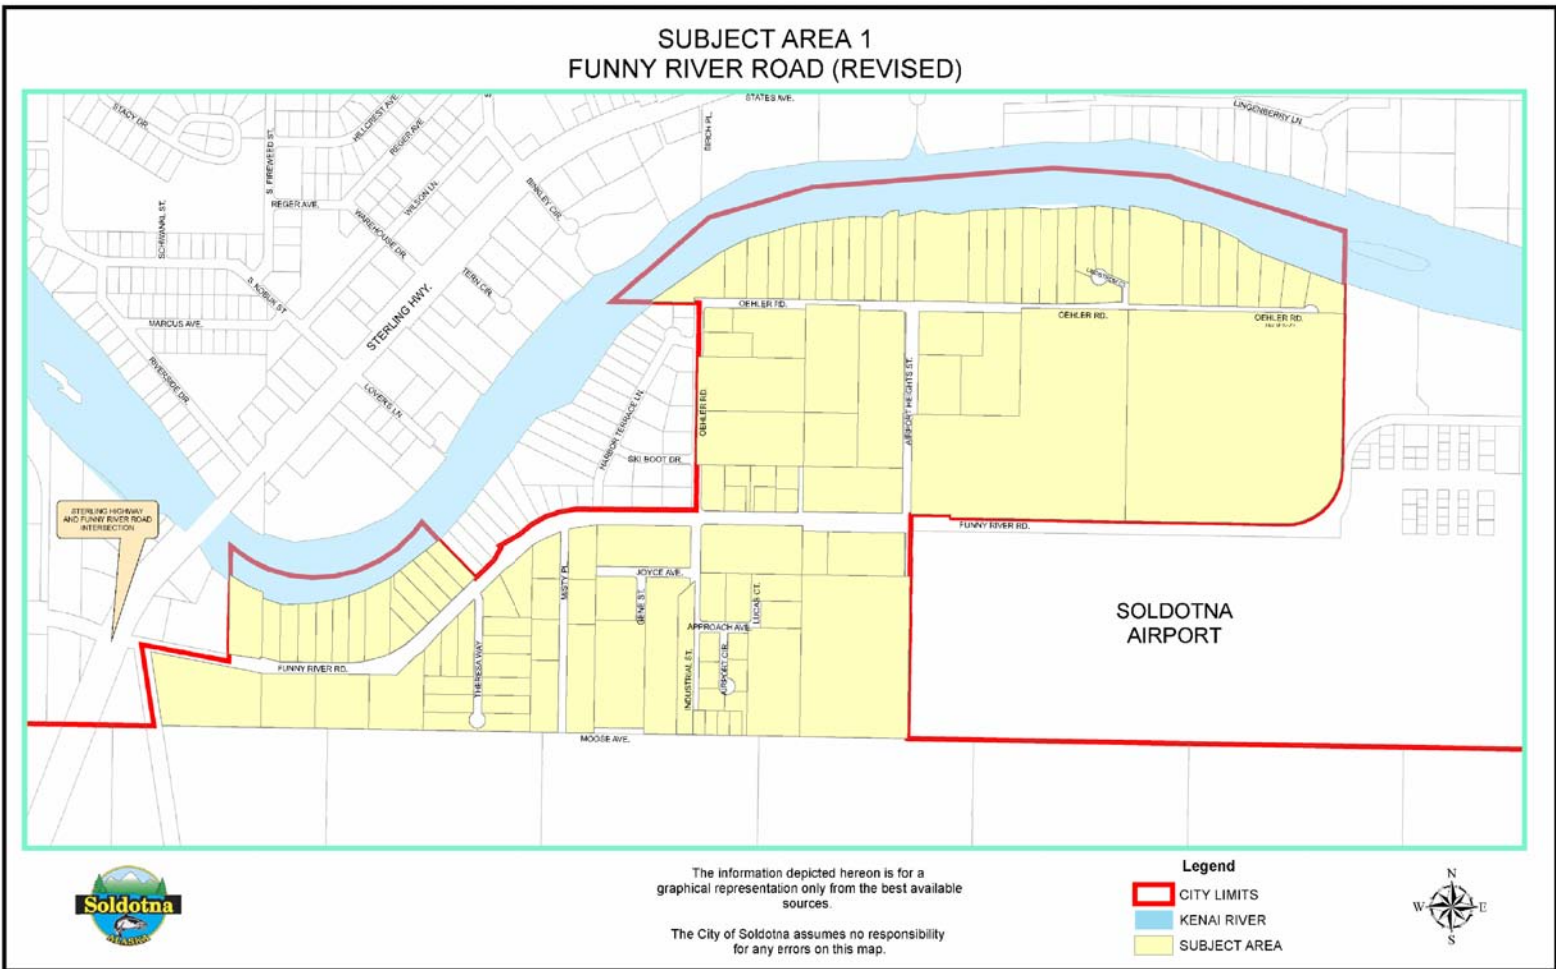 SUBJECT AREA 1
FUNNY RIVER ROAD (REVISED)
STATES AVE.
LINGENBERRY LN.
STACY DR.
HILLCREST AVE.
REGER AVE.
BIRCH PL.
S. FIREWEED ST.
BINKLEY CIR.
WILSON LN.
REGER AVE.
SCHWANKL ST.
WAREHOUSE DR.
TERN CIR.
S. KOBUK ST.
STERLING HWY.
MARCUS AVE.
RIVERSIDE DR.
LOVERS LN.
OEHLER RD.
OEHLER RD.
OEHLER RD.
OEHLER RD.
AIRPORT HEIGHTS ST.
HARBOR TERRACE LN.
SKI BOOT DR.
STERLING HIGHWAY
AND FUNNY RIVER ROAD
INTERSECTION
FUNNY RIVER RD.
MISTY PL.
JOYCE AVE.
GENE ST.
LUCAS CT.
APPROACH AVE.
AIRPORT CIR.
INDUSTRIAL ST.
THERESA WAY
FUNNY RIVER RD.
MOOSE AVE.
SOLDOTNA
AIRPORT
Soldotna
ALASKA
The information depicted hereon is for a
graphical representation only from the best available
sources.
The City of Soldotna assumes no responsibility
for any errors on this map.
Legend
CITY LIMITS
KENAI RIVER
SUBJECT AREA
N
W
E
S